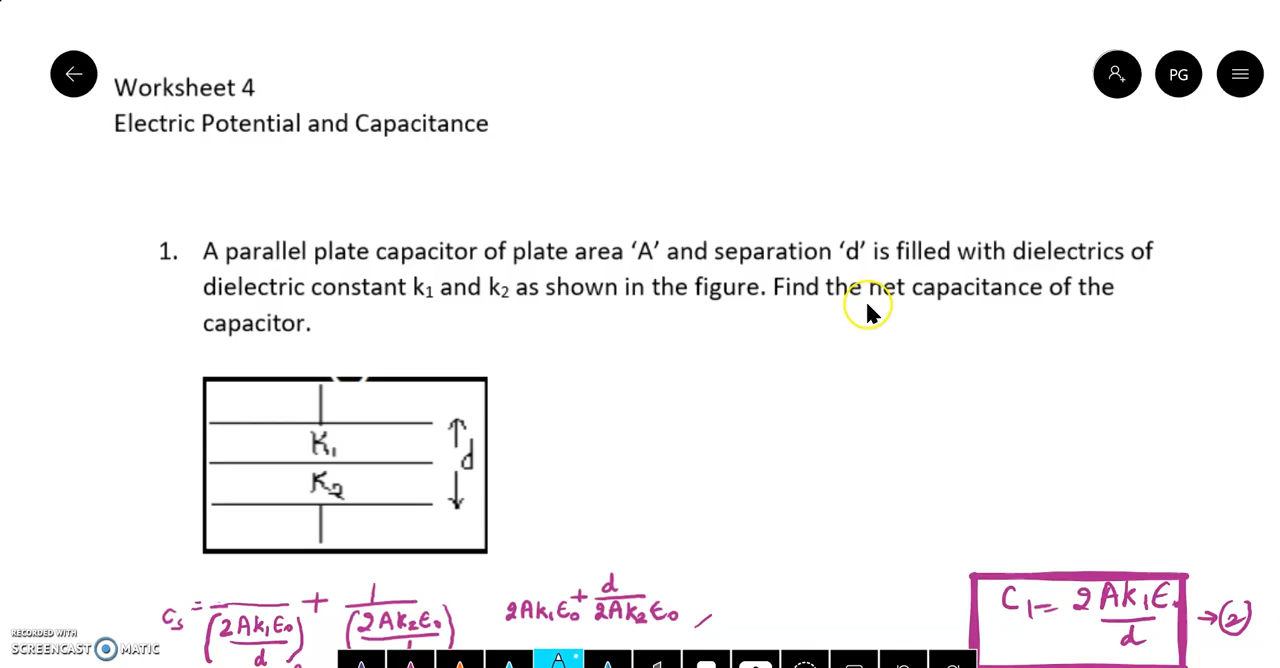 Worksheet 4
PG
Electric Potential and Capacitance
1. A parallel plate capacitor of plate area ‘A’ and separation ‘d’ is filled with dielectrics of
dielectric constant k₁ and k₂ as shown in the figure. Find the net capacitance of the
capacitor.
K₁
d
K₂
Cs = 1/(2Ak₁ε₀/d) + 1/(2Ak₂ε₀/
2Ak₁ε₀ + d/2Ak₂ε₀
C₁ = 2Ak₁ε₀/d → (2)
RECORDED WITH
SCREENCAST MATIC